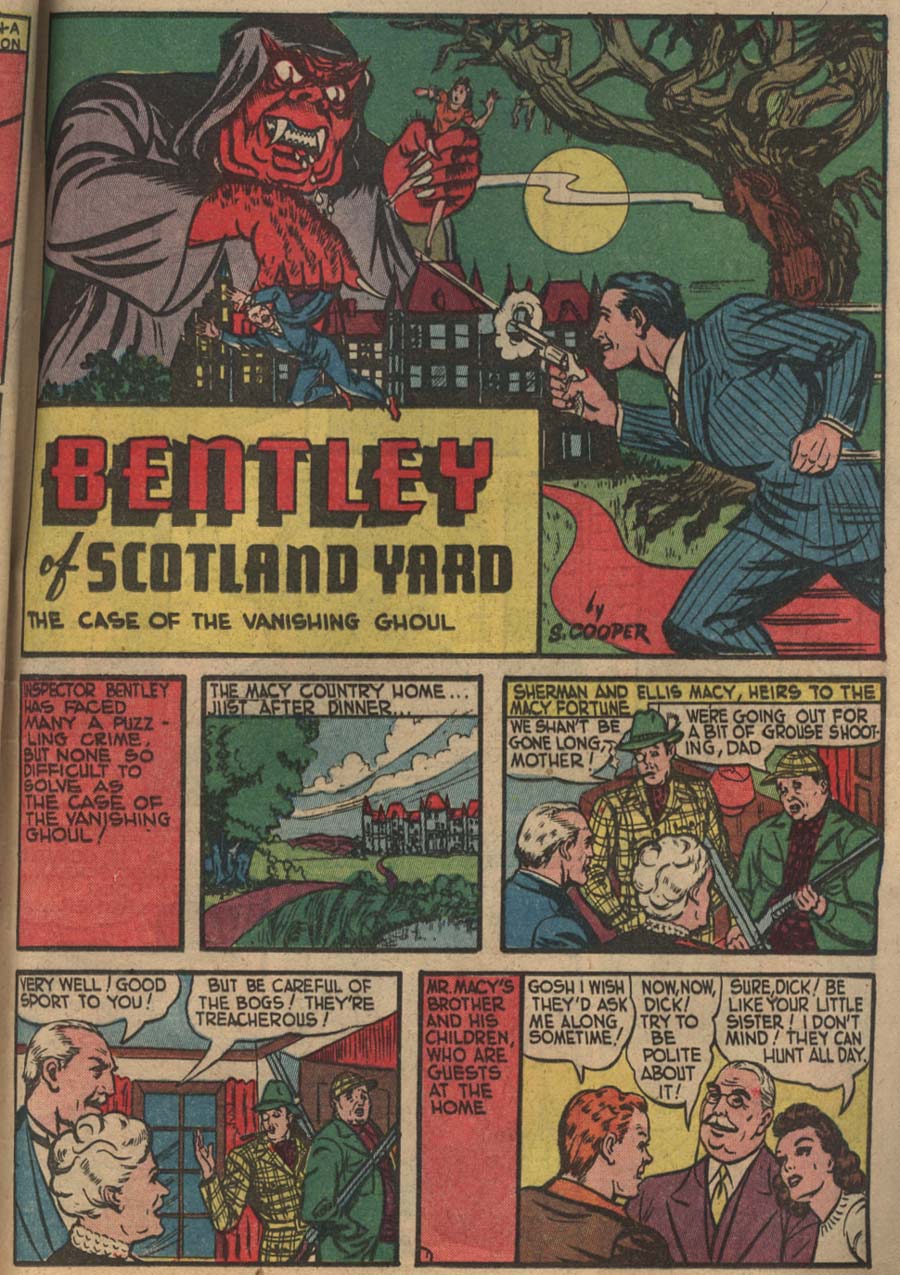 N-A
ON
BENTLEY
of SCOTLAND YARD
THE CASE OF THE VANISHING GHOUL
by
S. COOPER
INSPECTOR BENTLEY
HAS FACED
MANY A PUZZ-
LING CRIME,
BUT NONE SO
DIFFICULT TO
SOLVE AS
THE CASE OF
THE VANISHING
GHOUL!
THE MACY COUNTRY HOME...
JUST AFTER DINNER...
SHERMAN AND ELLIS MACY, HEIRS TO THE
MACY FORTUNE
WE SHAN'T BE
GONE LONG,
MOTHER!
WE'RE GOING OUT FOR
A BIT OF GROUSE SHOOT-
ING, DAD
VERY WELL! GOOD
SPORT TO YOU!
BUT BE CAREFUL OF
THE BOGS! THEY'RE
TREACHEROUS!
MR. MACY'S
BROTHER
AND HIS
CHILDREN,
WHO ARE
GUESTS
AT THE
HOME
GOSH I WISH
THEY'D ASK
ME ALONG
SOMETIME!
NOW, NOW,
DICK!
TRY TO
BE
POLITE
ABOUT
IT!
SURE, DICK! BE
LIKE YOUR LITTLE
SISTER! I DON'T
MIND! THEY CAN
HUNT ALL DAY.
1